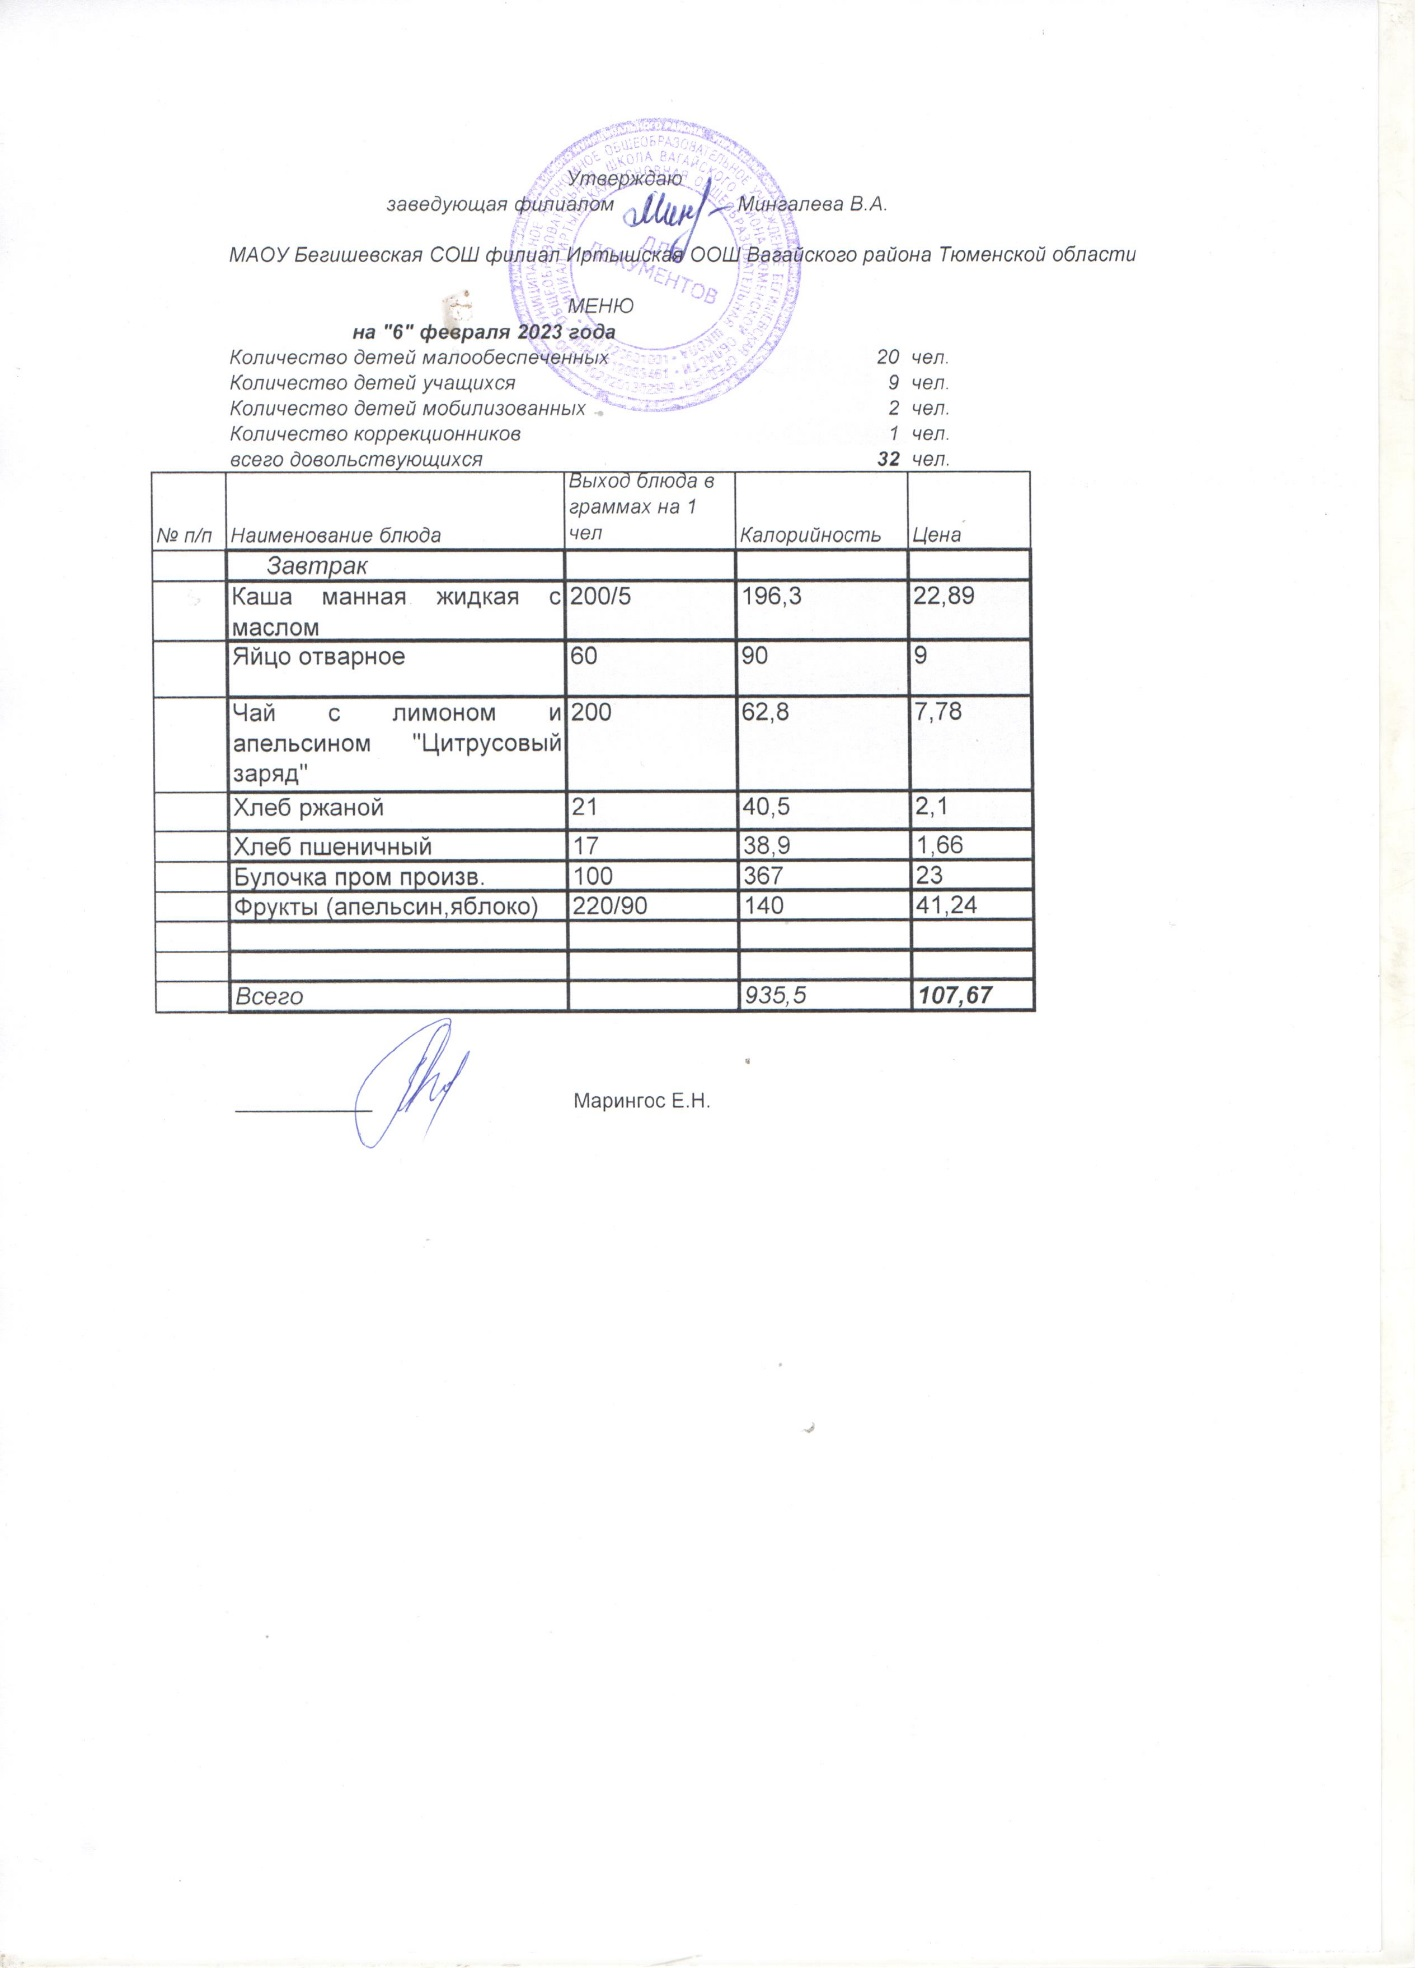 Утверждаю
заведующая филиалом Мингалева В.А.
МАОУ Бегишевская СОШ филиал Иртышская ООШ Вагайского района Тюменской области
ДЛЯ
ДОКУМЕНТОВ
МЕНЮ
на "6" февраля 2023 года
Количество детей малообеспеченных 20 чел.
Количество детей учащихся 9 чел.
Количество детей мобилизованных 2 чел.
Количество коррекционников 1 чел.
всего довольствующихся 32 чел.
№ п/п Наименование блюда Выход блюда в граммах на 1 чел Калорийность Цена
Завтрак
Каша манная жидкая с маслом 200/5 196,3 22,89
Яйцо отварное 60 90 9
Чай с лимоном и апельсином "Цитрусовый заряд" 200 62,8 7,78
Хлеб ржаной 21 40,5 2,1
Хлеб пшеничный 17 38,9 1,66
Булочка пром произв. 100 367 23
Фрукты (апельсин,яблоко) 220/90 140 41,24
Всего 935,5 107,67
Марингос Е.Н.